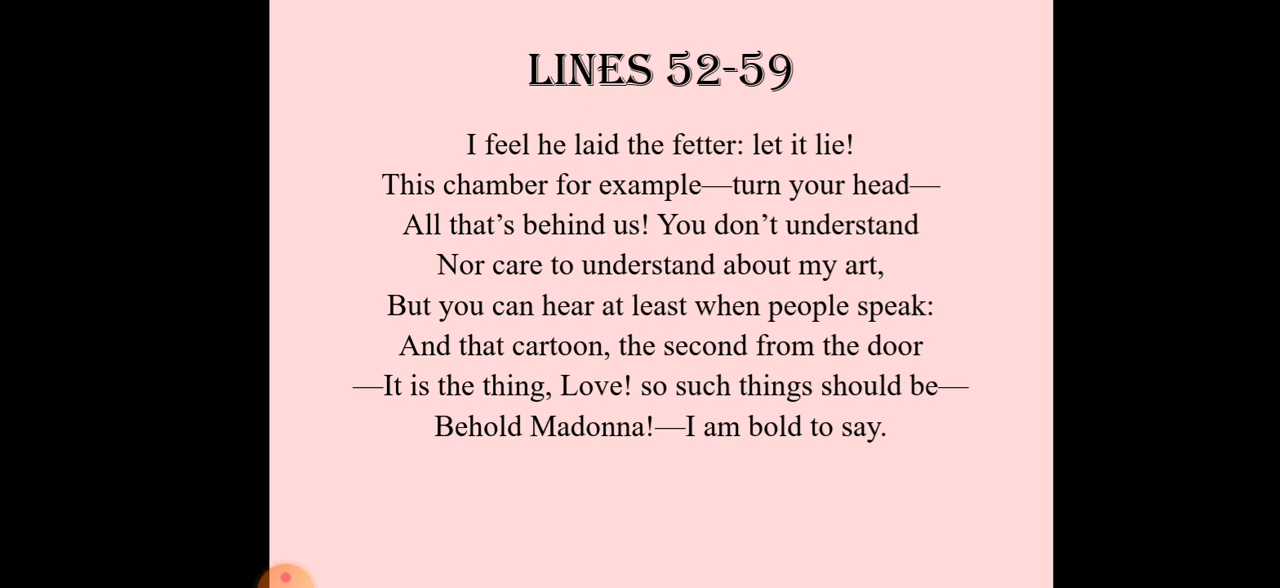 LINES 52-59
I feel he laid the fetter: let it lie!
This chamber for example—turn your head—
All that’s behind us! You don’t understand
Nor care to understand about my art,
But you can hear at least when people speak:
And that cartoon, the second from the door
—It is the thing, Love! so such things should be—
Behold Madonna!—I am bold to say.